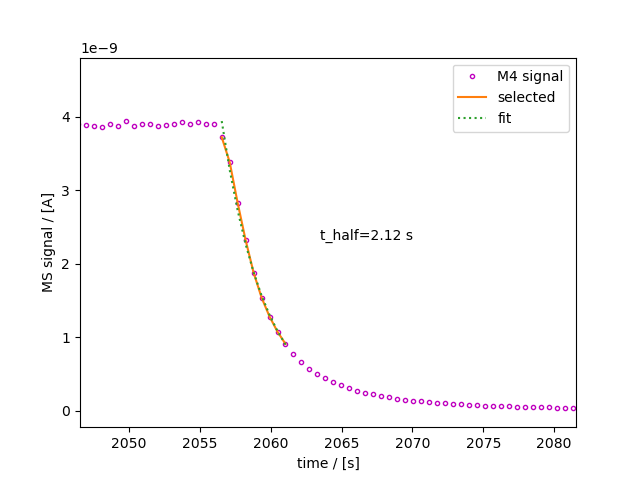 1e−9
M4 signal
selected
fit
4
3
2
1
0
MS signal / [A]
t_half=2.12 s
2050
2055
2060
2065
2070
2075
2080
time / [s]